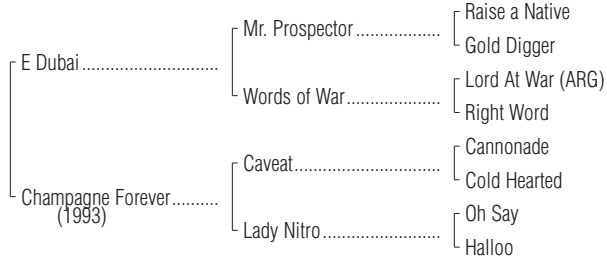 Raise a Native
Mr. Prospector..................
Gold Digger
E Dubai............................
Lord At War (ARG)
Words of War....................
Right Word
Cannonade
Caveat..............................
Cold Hearted
Champagne Forever..........
(1993)
Oh Say
Lady Nitro........................
Halloo